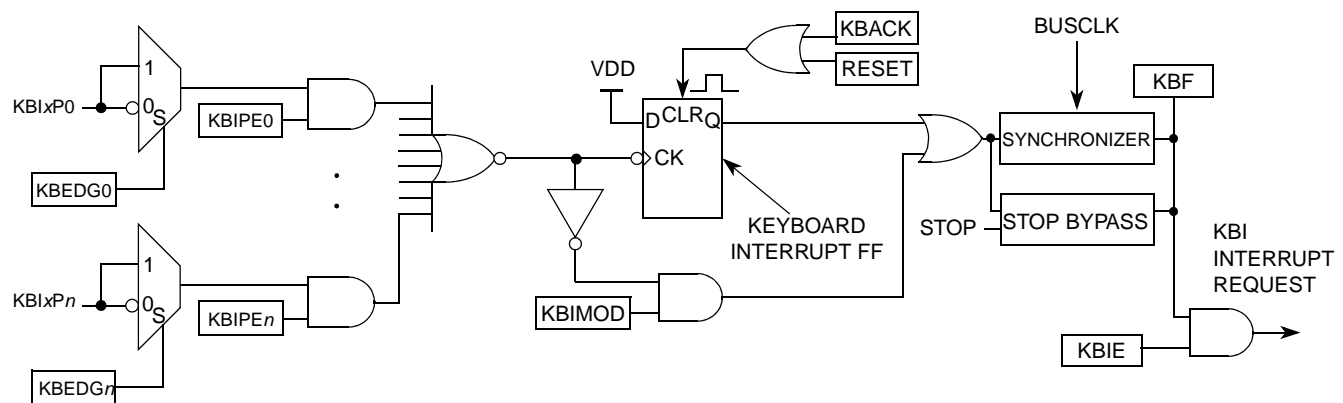 KBACK
RESET
BUSCLK
VDD
KBF
1
KBIxP0
0
S
KBIPE0
D
CLR
Q
CK
SYNCHRONIZER
KBEDG0
STOP
STOP BYPASS
KEYBOARD
INTERRUPT FF
KBI
INTERRUPT
REQUEST
1
KBIxPn
0
S
KBIPEn
KBIMOD
KBIE
KBEDGn